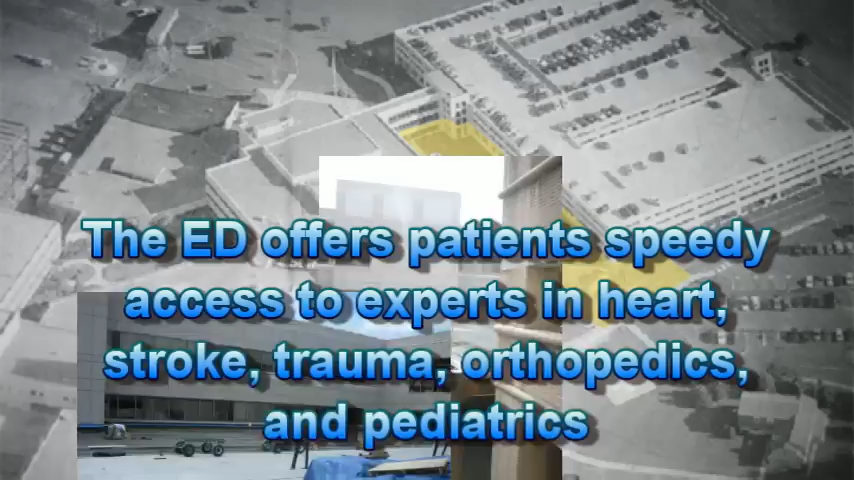 The ED offers patients speedy
access to experts in heart,
stroke, trauma, orthopedics,
and pediatrics